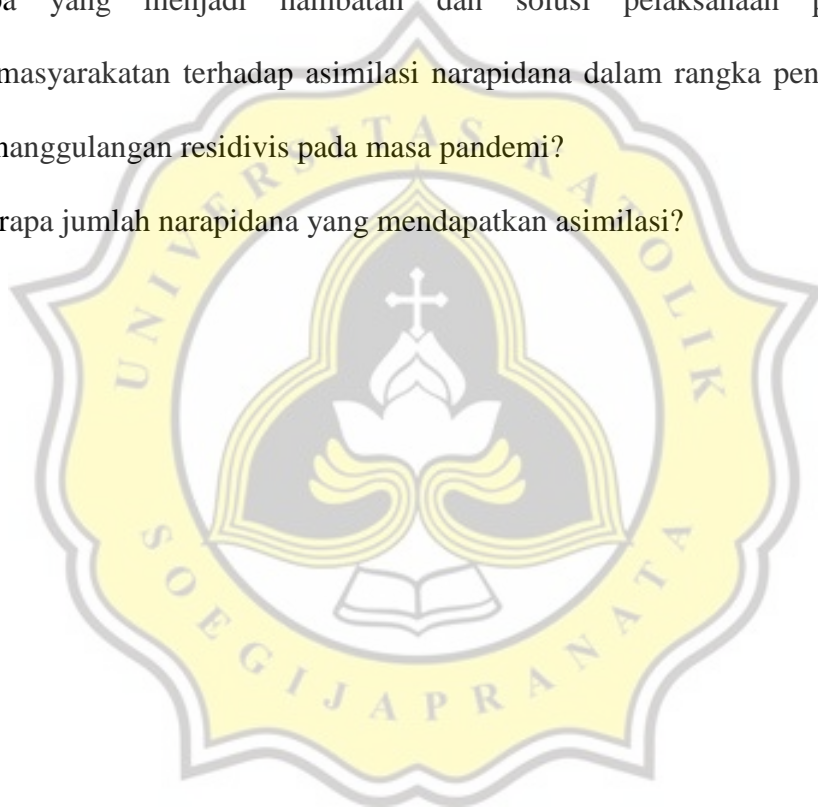 pa yang menjadi hambatan dan solusi pelaksanaan p
masyarakatan terhadap asimilasi narapidana dalam rangka pen
nanggulangan residivis pada masa pandemi?
rapa jumlah narapidana yang mendapatkan asimilasi?
UNIVERSITAS KATOLIK
SOEGIJAPRANATA